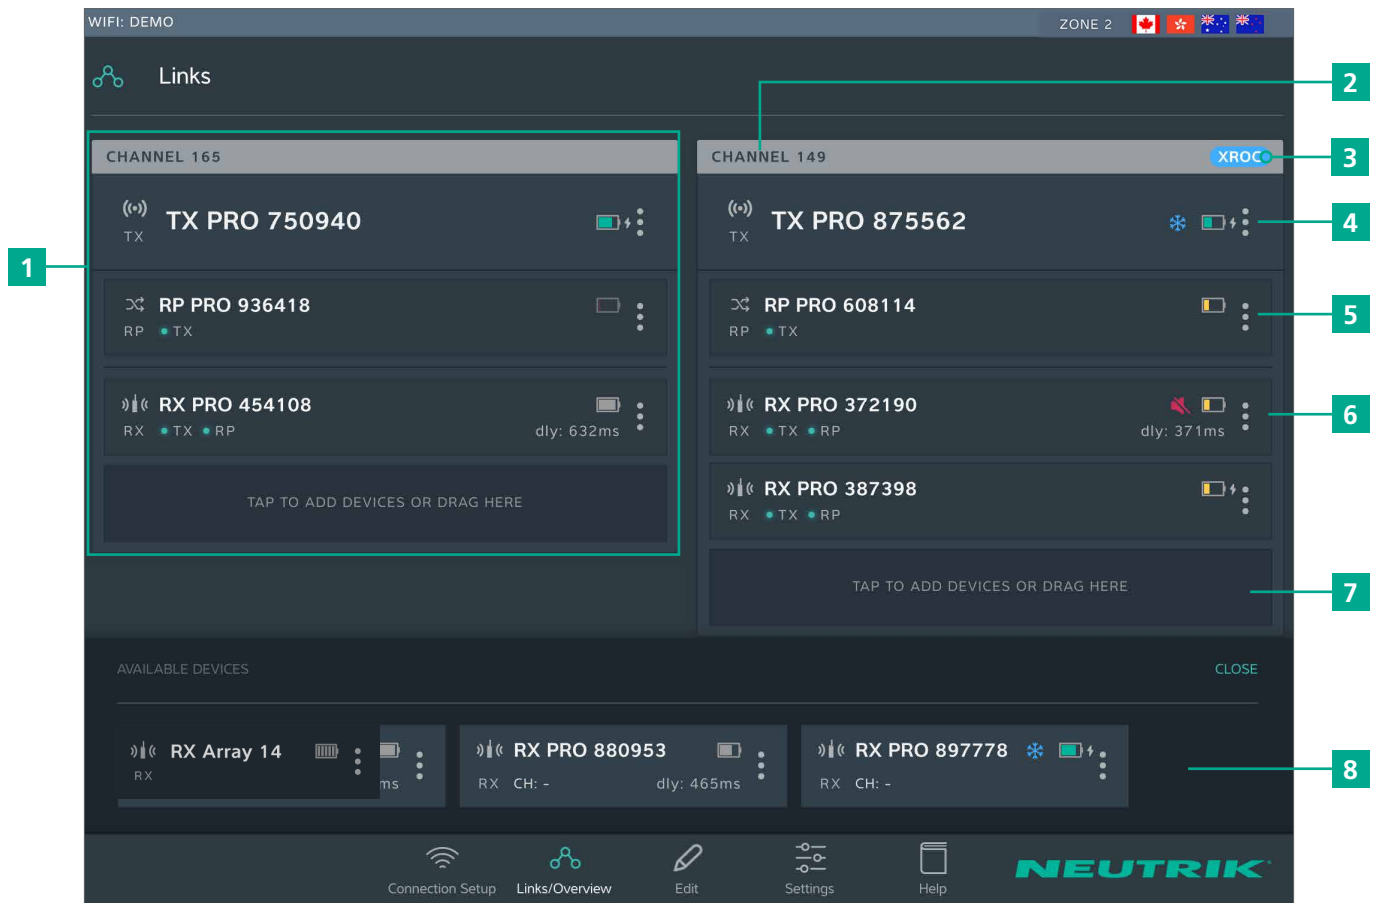 WIFI: DEMO
ZONE 2
Links
2
CHANNEL 165
CHANNEL 149
XROC
3
TX PRO 750940
TX
TX PRO 875562
TX
4
1
RP PRO 936418
RP TX
RP PRO 608114
RP TX
5
RX PRO 454108
RX TX RP
dly: 632ms
RX PRO 372190
RX TX RP
dly: 371ms
6
TAP TO ADD DEVICES OR DRAG HERE
RX PRO 387398
RX TX RP
TAP TO ADD DEVICES OR DRAG HERE
7
AVAILABLE DEVICES
CLOSE
RX Array 14
RX
ms
RX PRO 880953
RX CH: -
dly: 465ms
RX PRO 897778
RX CH: -
8
Connection Setup
Links/Overview
Edit
Settings
Help
NEUTRIK